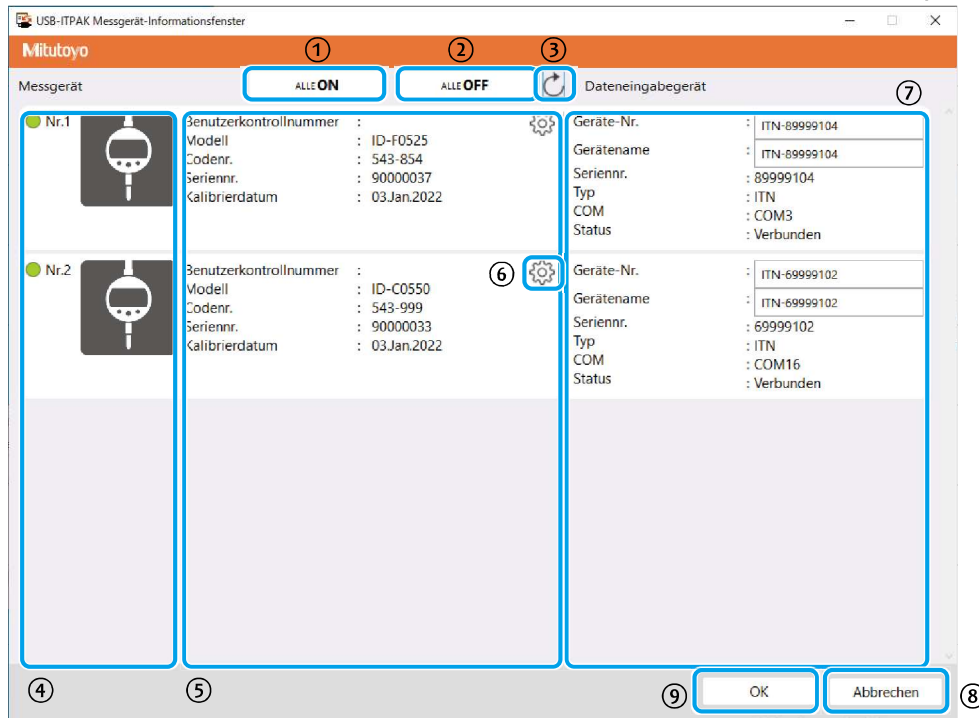 USB-ITPAK Messgerät-Informationsfenster
Mitutoyo
① ② ③
Messgerät ALLE ON ALLE OFF Dateneingabegerät ⑦
Nr.1
Benutzerkontrollnummer :
Modell : ID-F0525
Codenr. : 543-854
Seriennr. : 90000037
Kalibrierdatum : 03.Jan.2022
Geräte-Nr. : ITN-89999104
Gerätename : ITN-89999104
Seriennr. : 89999104
Typ : ITN
COM : COM3
Status : Verbunden
Nr.2
Benutzerkontrollnummer :
Modell : ID-C0550
Codenr. : 543-999
Seriennr. : 90000033
Kalibrierdatum : 03.Jan.2022
⑥
Geräte-Nr. : ITN-69999102
Gerätename : ITN-69999102
Seriennr. : 69999102
Typ : ITN
COM : COM16
Status : Verbunden
④ ⑤ ⑨ OK Abbrechen ⑧